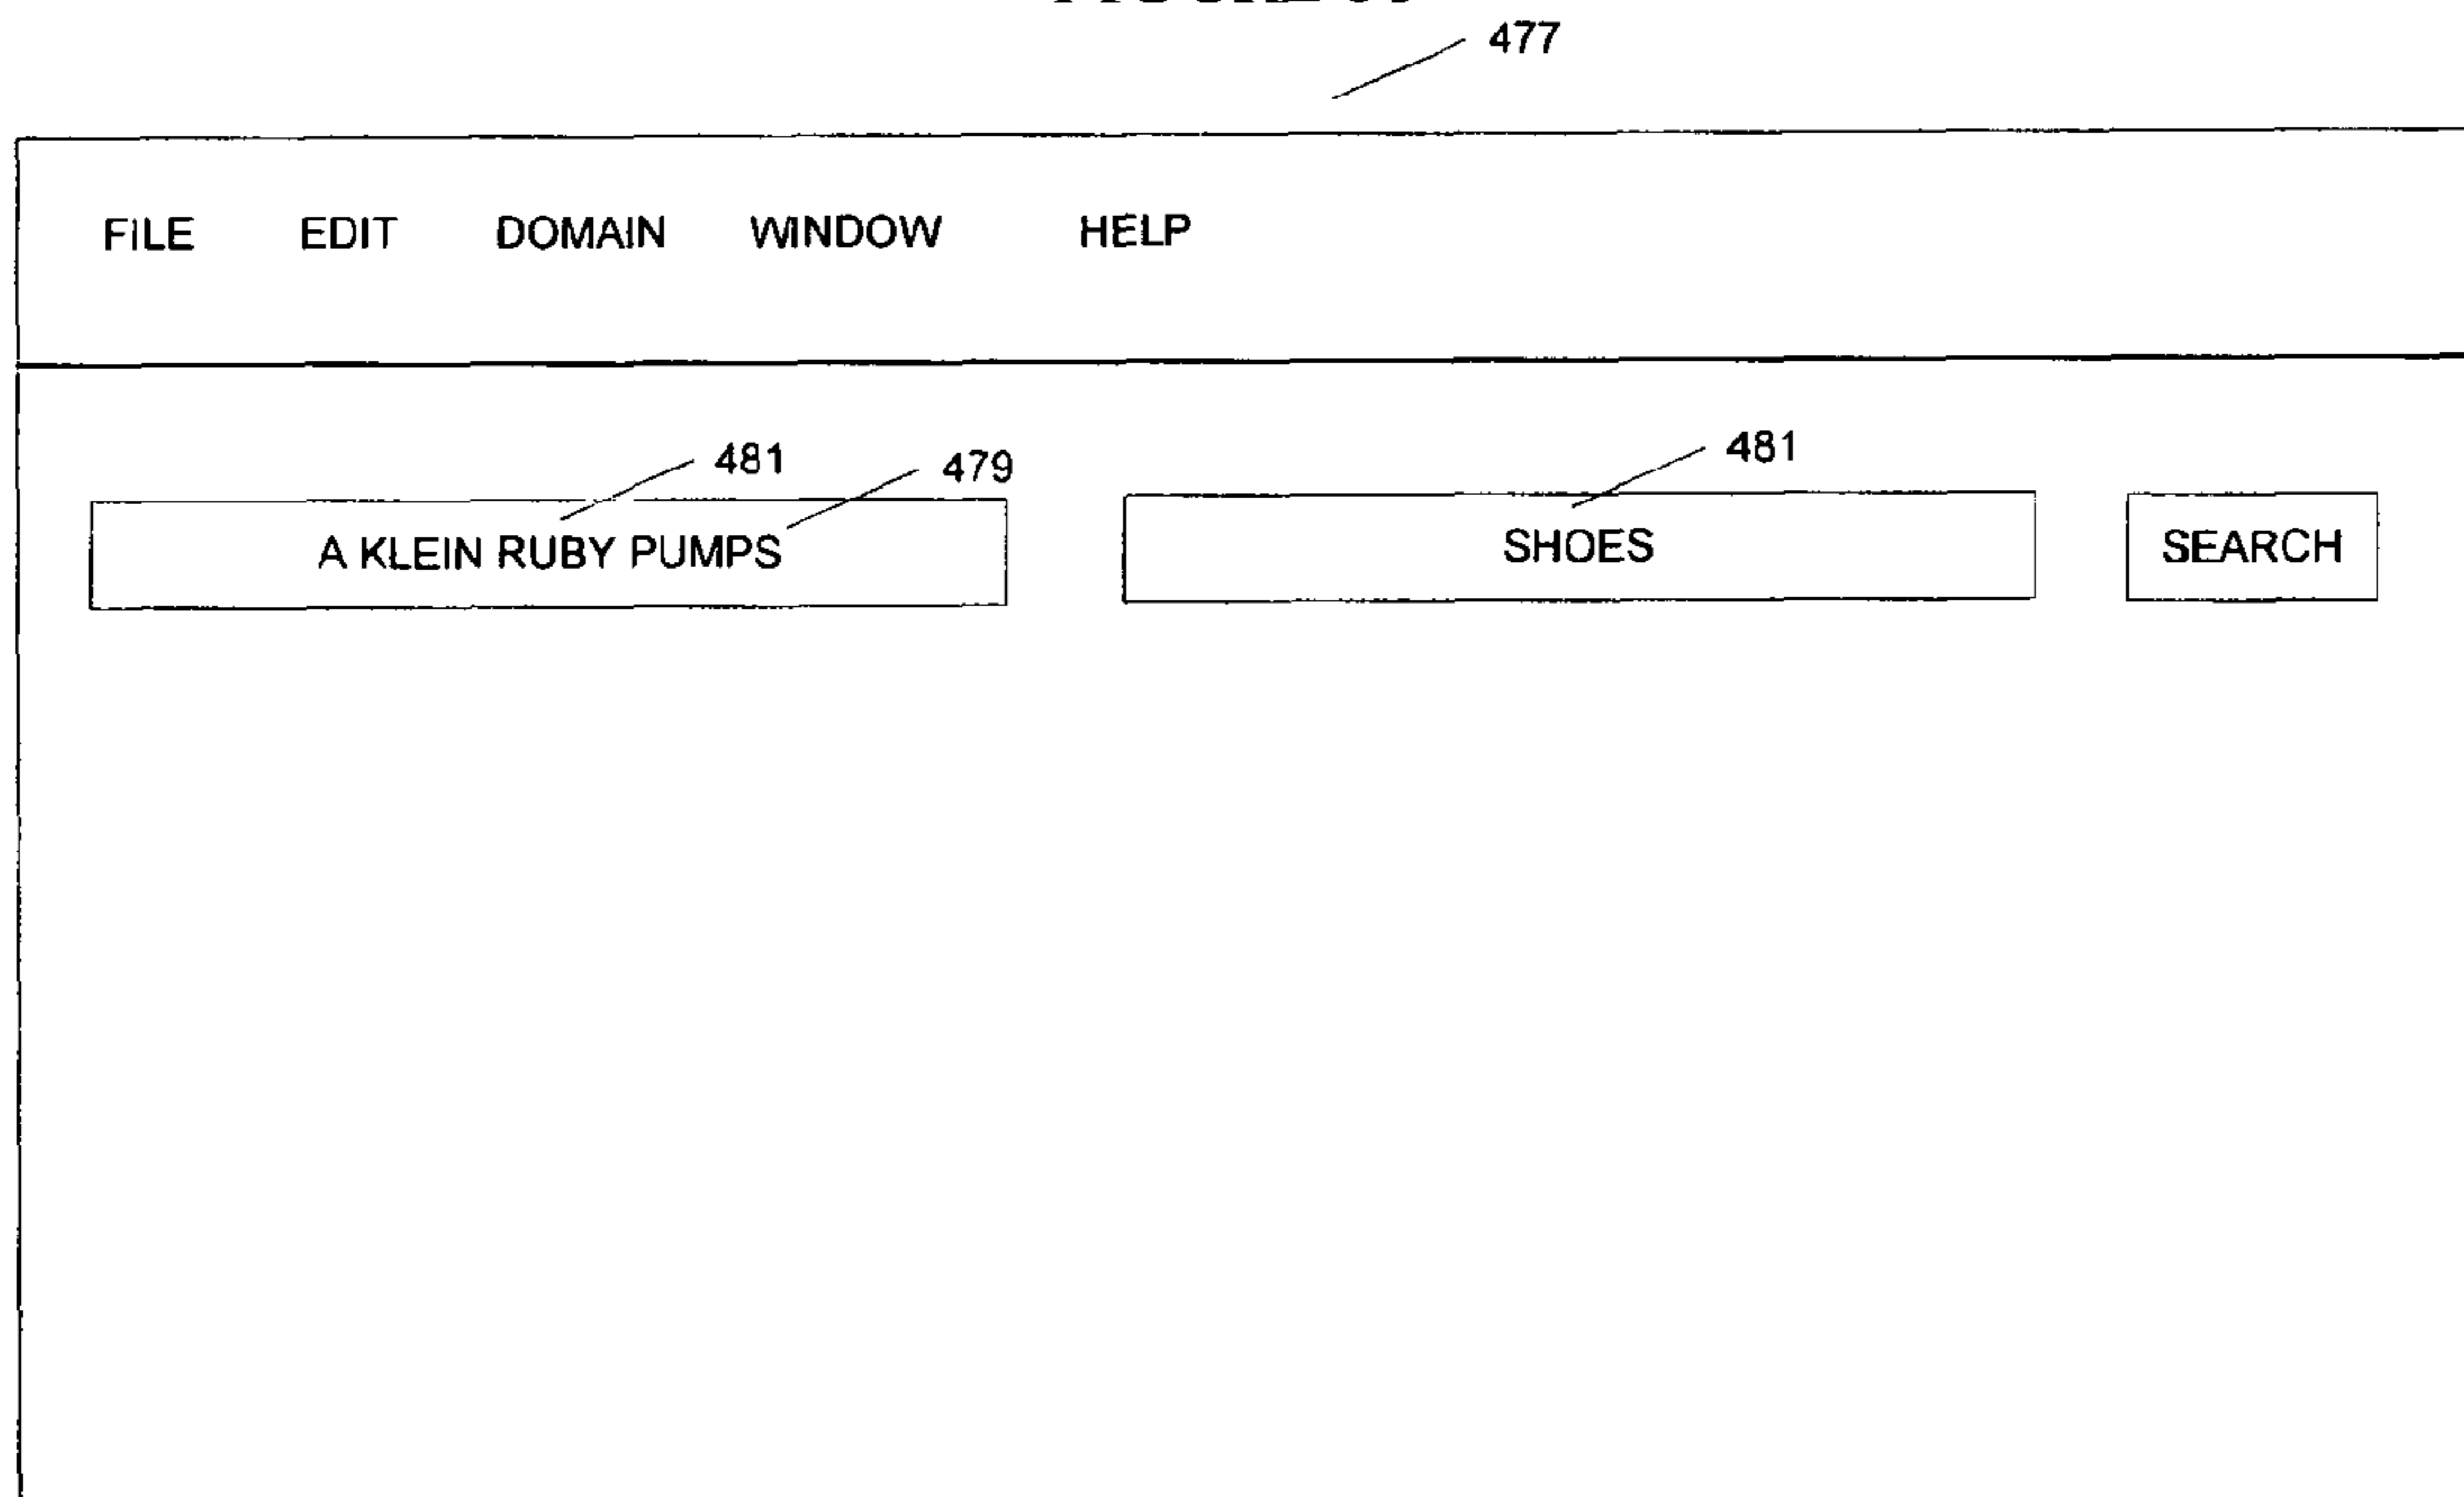 477
FILE EDIT DOMAIN WINDOW HELP
481 479 481
A KLEIN RUBY PUMPS SHOES SEARCH